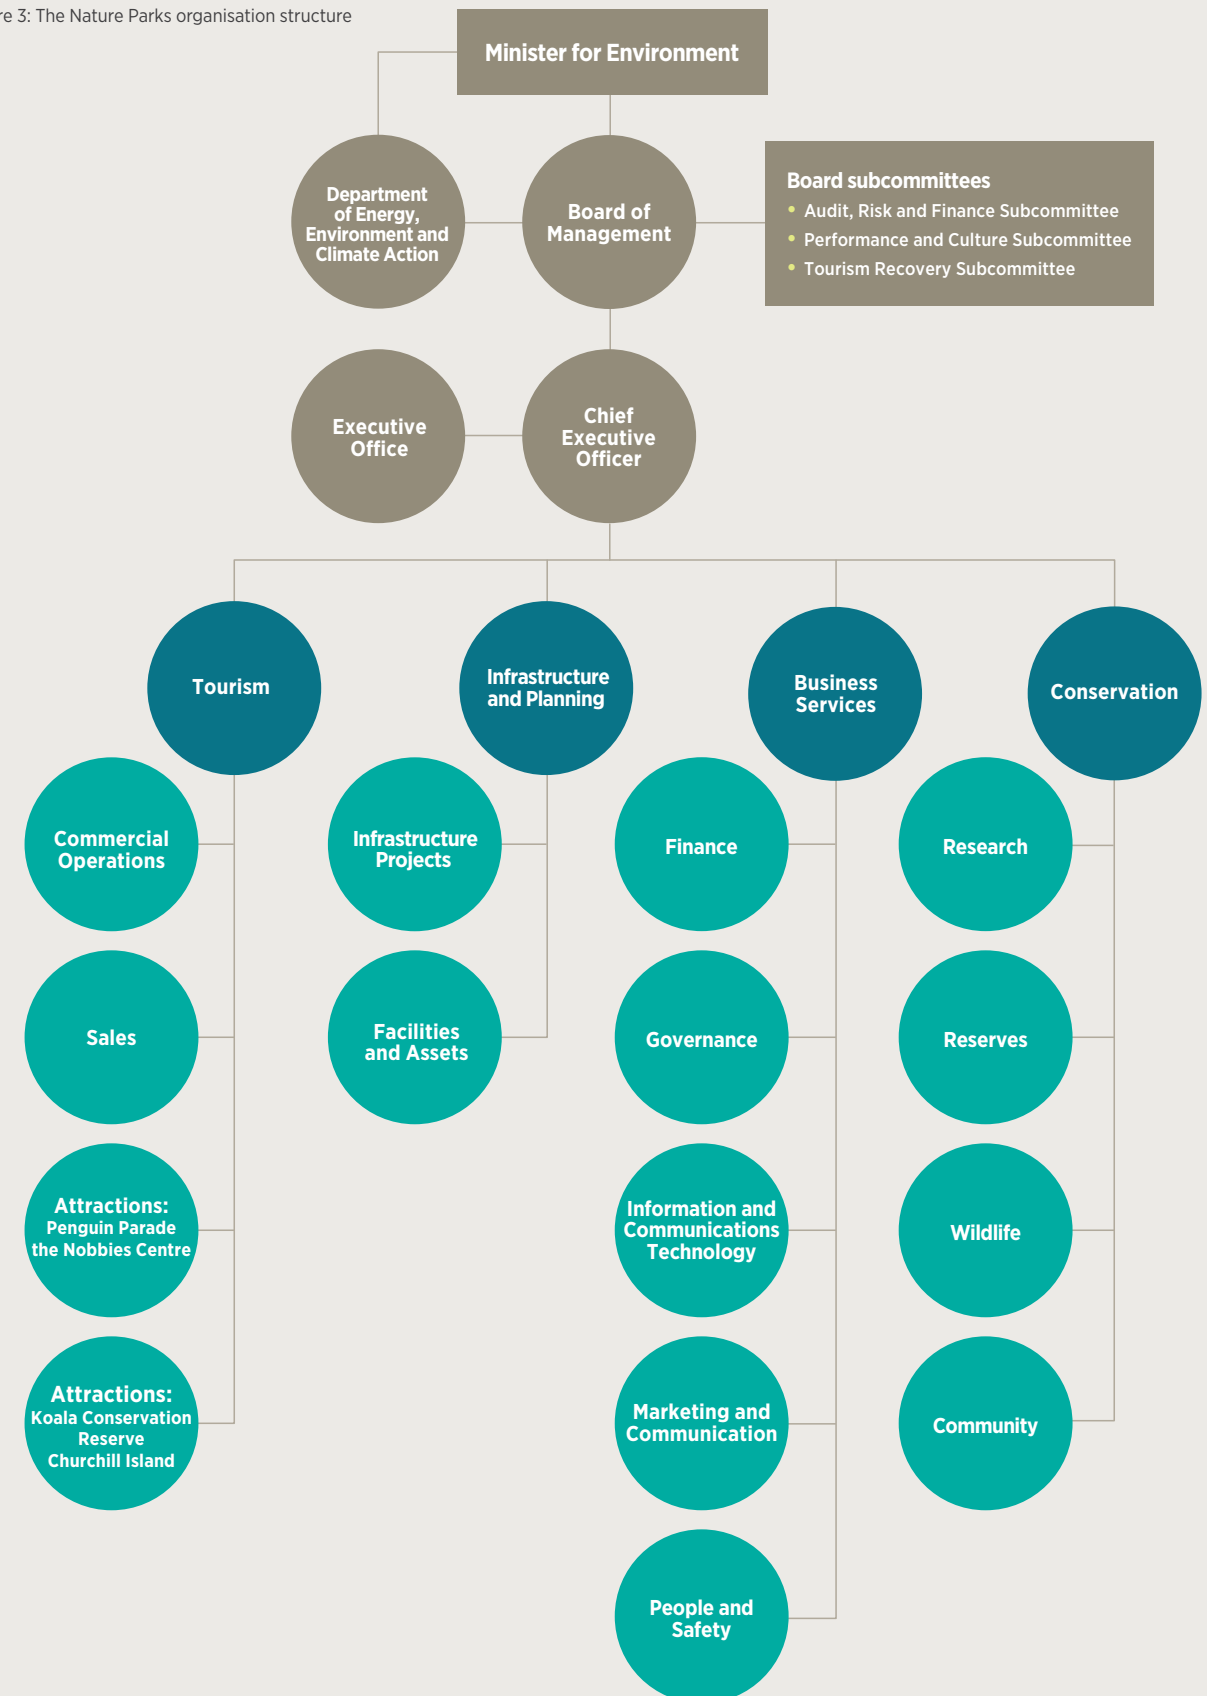 re 3: The Nature Parks organisation structure
Minister for Environment
Department
of Energy,
Environment and
Climate Action
Board of
Management
Board subcommittees
• Audit, Risk and Finance Subcommittee
• Performance and Culture Subcommittee
• Tourism Recovery Subcommittee
Executive
Office
Chief
Executive
Officer
Tourism
Infrastructure
and Planning
Business
Services
Conservation
Commercial
Operations
Infrastructure
Projects
Finance
Research
Sales
Facilities
and Assets
Governance
Reserves
Attractions:
Penguin Parade
the Nobbies Centre
Information and
Communications
Technology
Wildlife
Attractions:
Koala Conservation
Reserve
Churchill Island
Marketing and
Communication
Community
People and
Safety